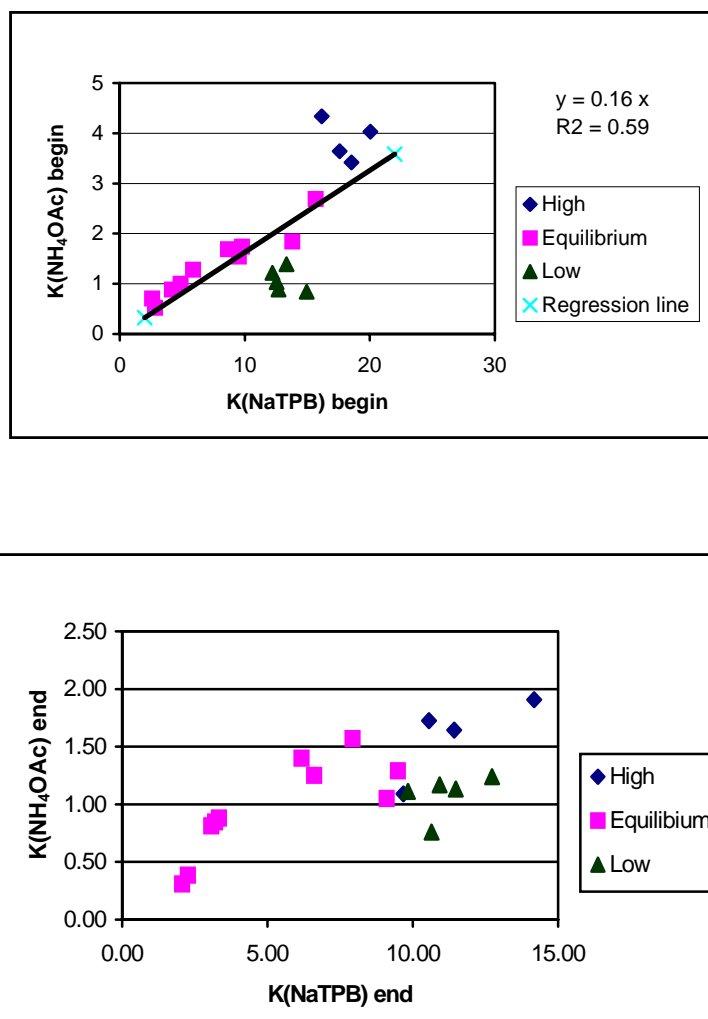 y = 0.16 x
R2 = 0.59
5
4
3
2
1
0
K(NH₄OAc) begin
0 10 20 30
K(NaTPB) begin
High
Equilibrium
Low
Regression line
2.50
2.00
1.50
1.00
0.50
0.00
K(NH₄OAc) end
0.00 5.00 10.00 15.00
K(NaTPB) end
High
Equilibium
Low